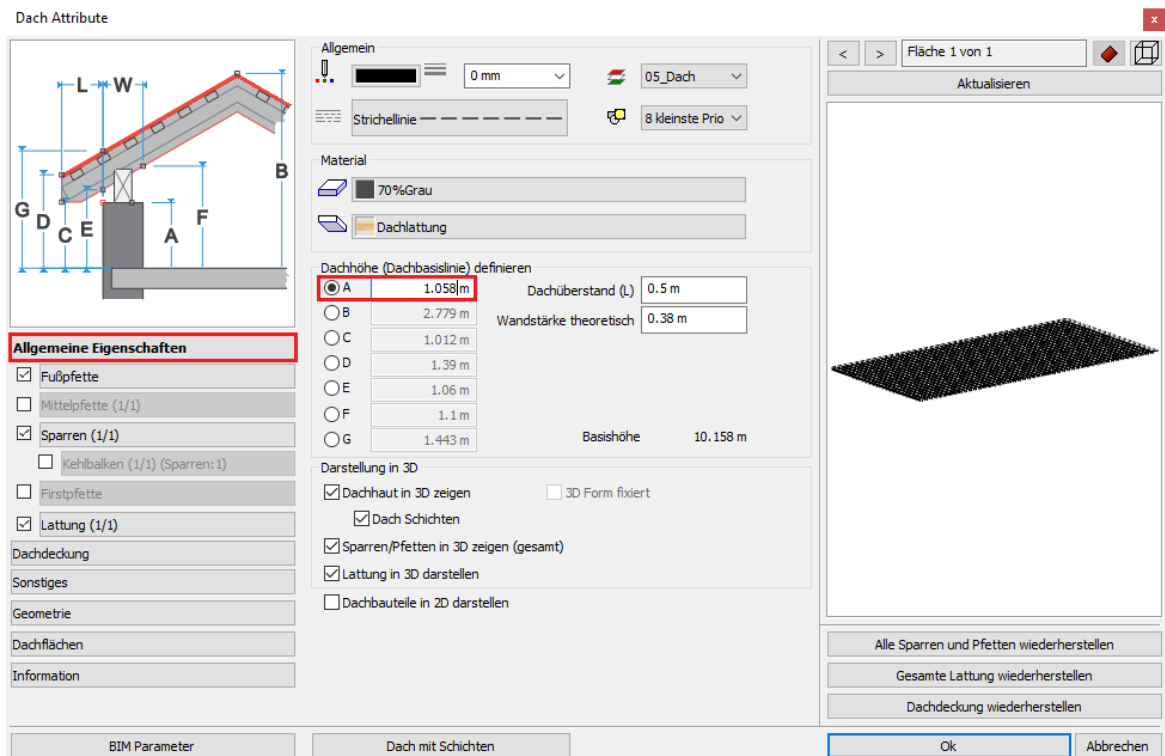 Dach Attribute
x
L
W
B
G
D
C
E
F
A
Allgemeine Eigenschaften
Fußpfette
Mittelpfette (1/1)
Sparren (1/1)
Kehlbalken (1/1) (Sparren:1)
Firstpfette
Lattung (1/1)
Dachdeckung
Sonstiges
Geometrie
Dachflächen
Information
BIM Parameter
Allgemein
0 mm
05_Dach
Strichellinie
8 kleinste Prio
Material
70%Grau
Dachlattung
Dachhöhe (Dachbasislinie) definieren
A 1.058 m Dachüberstand (L) 0.5 m
B 2.779 m Wandstärke theoretisch 0.38 m
C 1.012 m
D 1.39 m
E 1.06 m
F 1.1 m
G 1.443 m Basishöhe 10.158 m
Darstellung in 3D
Dachhaut in 3D zeigen 3D Form fixiert
Dach Schichten
Sparren/Pfetten in 3D zeigen (gesamt)
Lattung in 3D darstellen
Dachbauteile in 2D darstellen
Dach mit Schichten
< > Fläche 1 von 1
Aktualisieren
Alle Sparren und Pfetten wiederherstellen
Gesamte Lattung wiederherstellen
Dachdeckung wiederherstellen
Ok Abbrechen